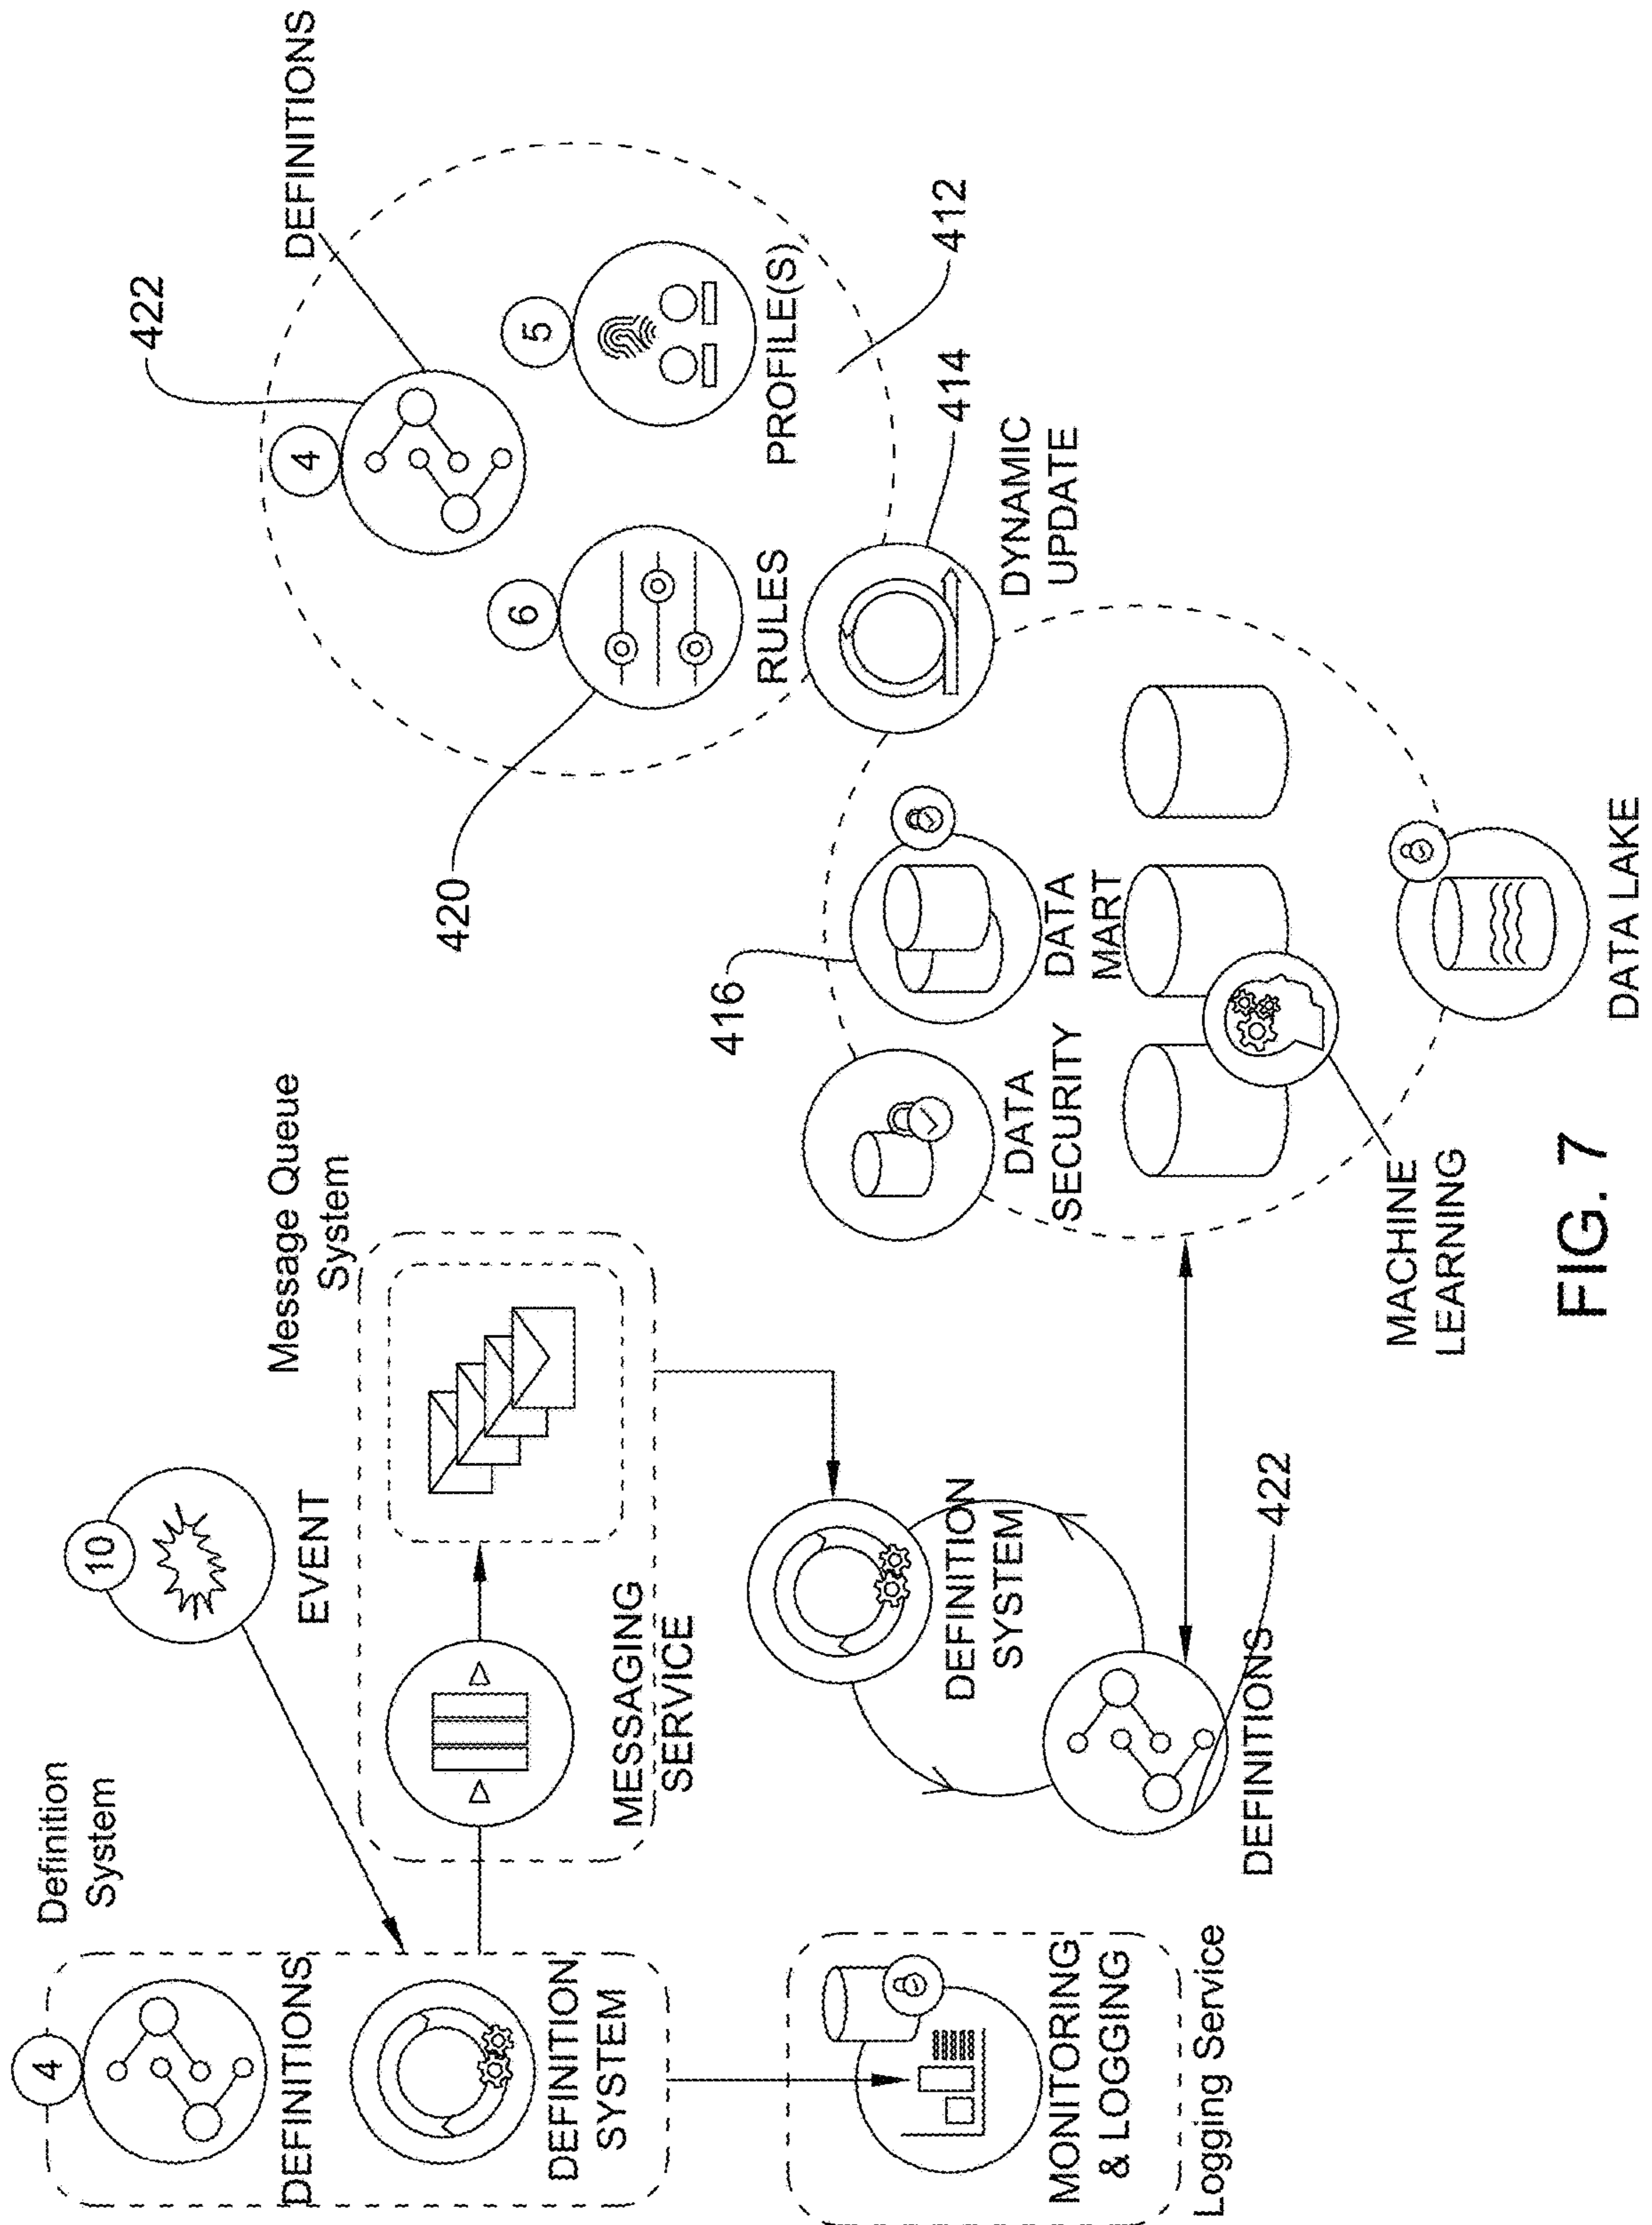 4
DEFINITIONS
DEFINITION
SYSTEM
Definition
System
10
EVENT
Message Queue
System
MESSAGING
SERVICE
MONITORING
& LOGGING
Logging Service
DEFINITION
SYSTEM
DEFINITIONS
422
422
4
DEFINITIONS
5
PROFILE(S)
6
RULES
420
412
414
DYNAMIC
UPDATE
416
DATA
MART
DATA
SECURITY
MACHINE
LEARNING
DATA LAKE
FIG. 7